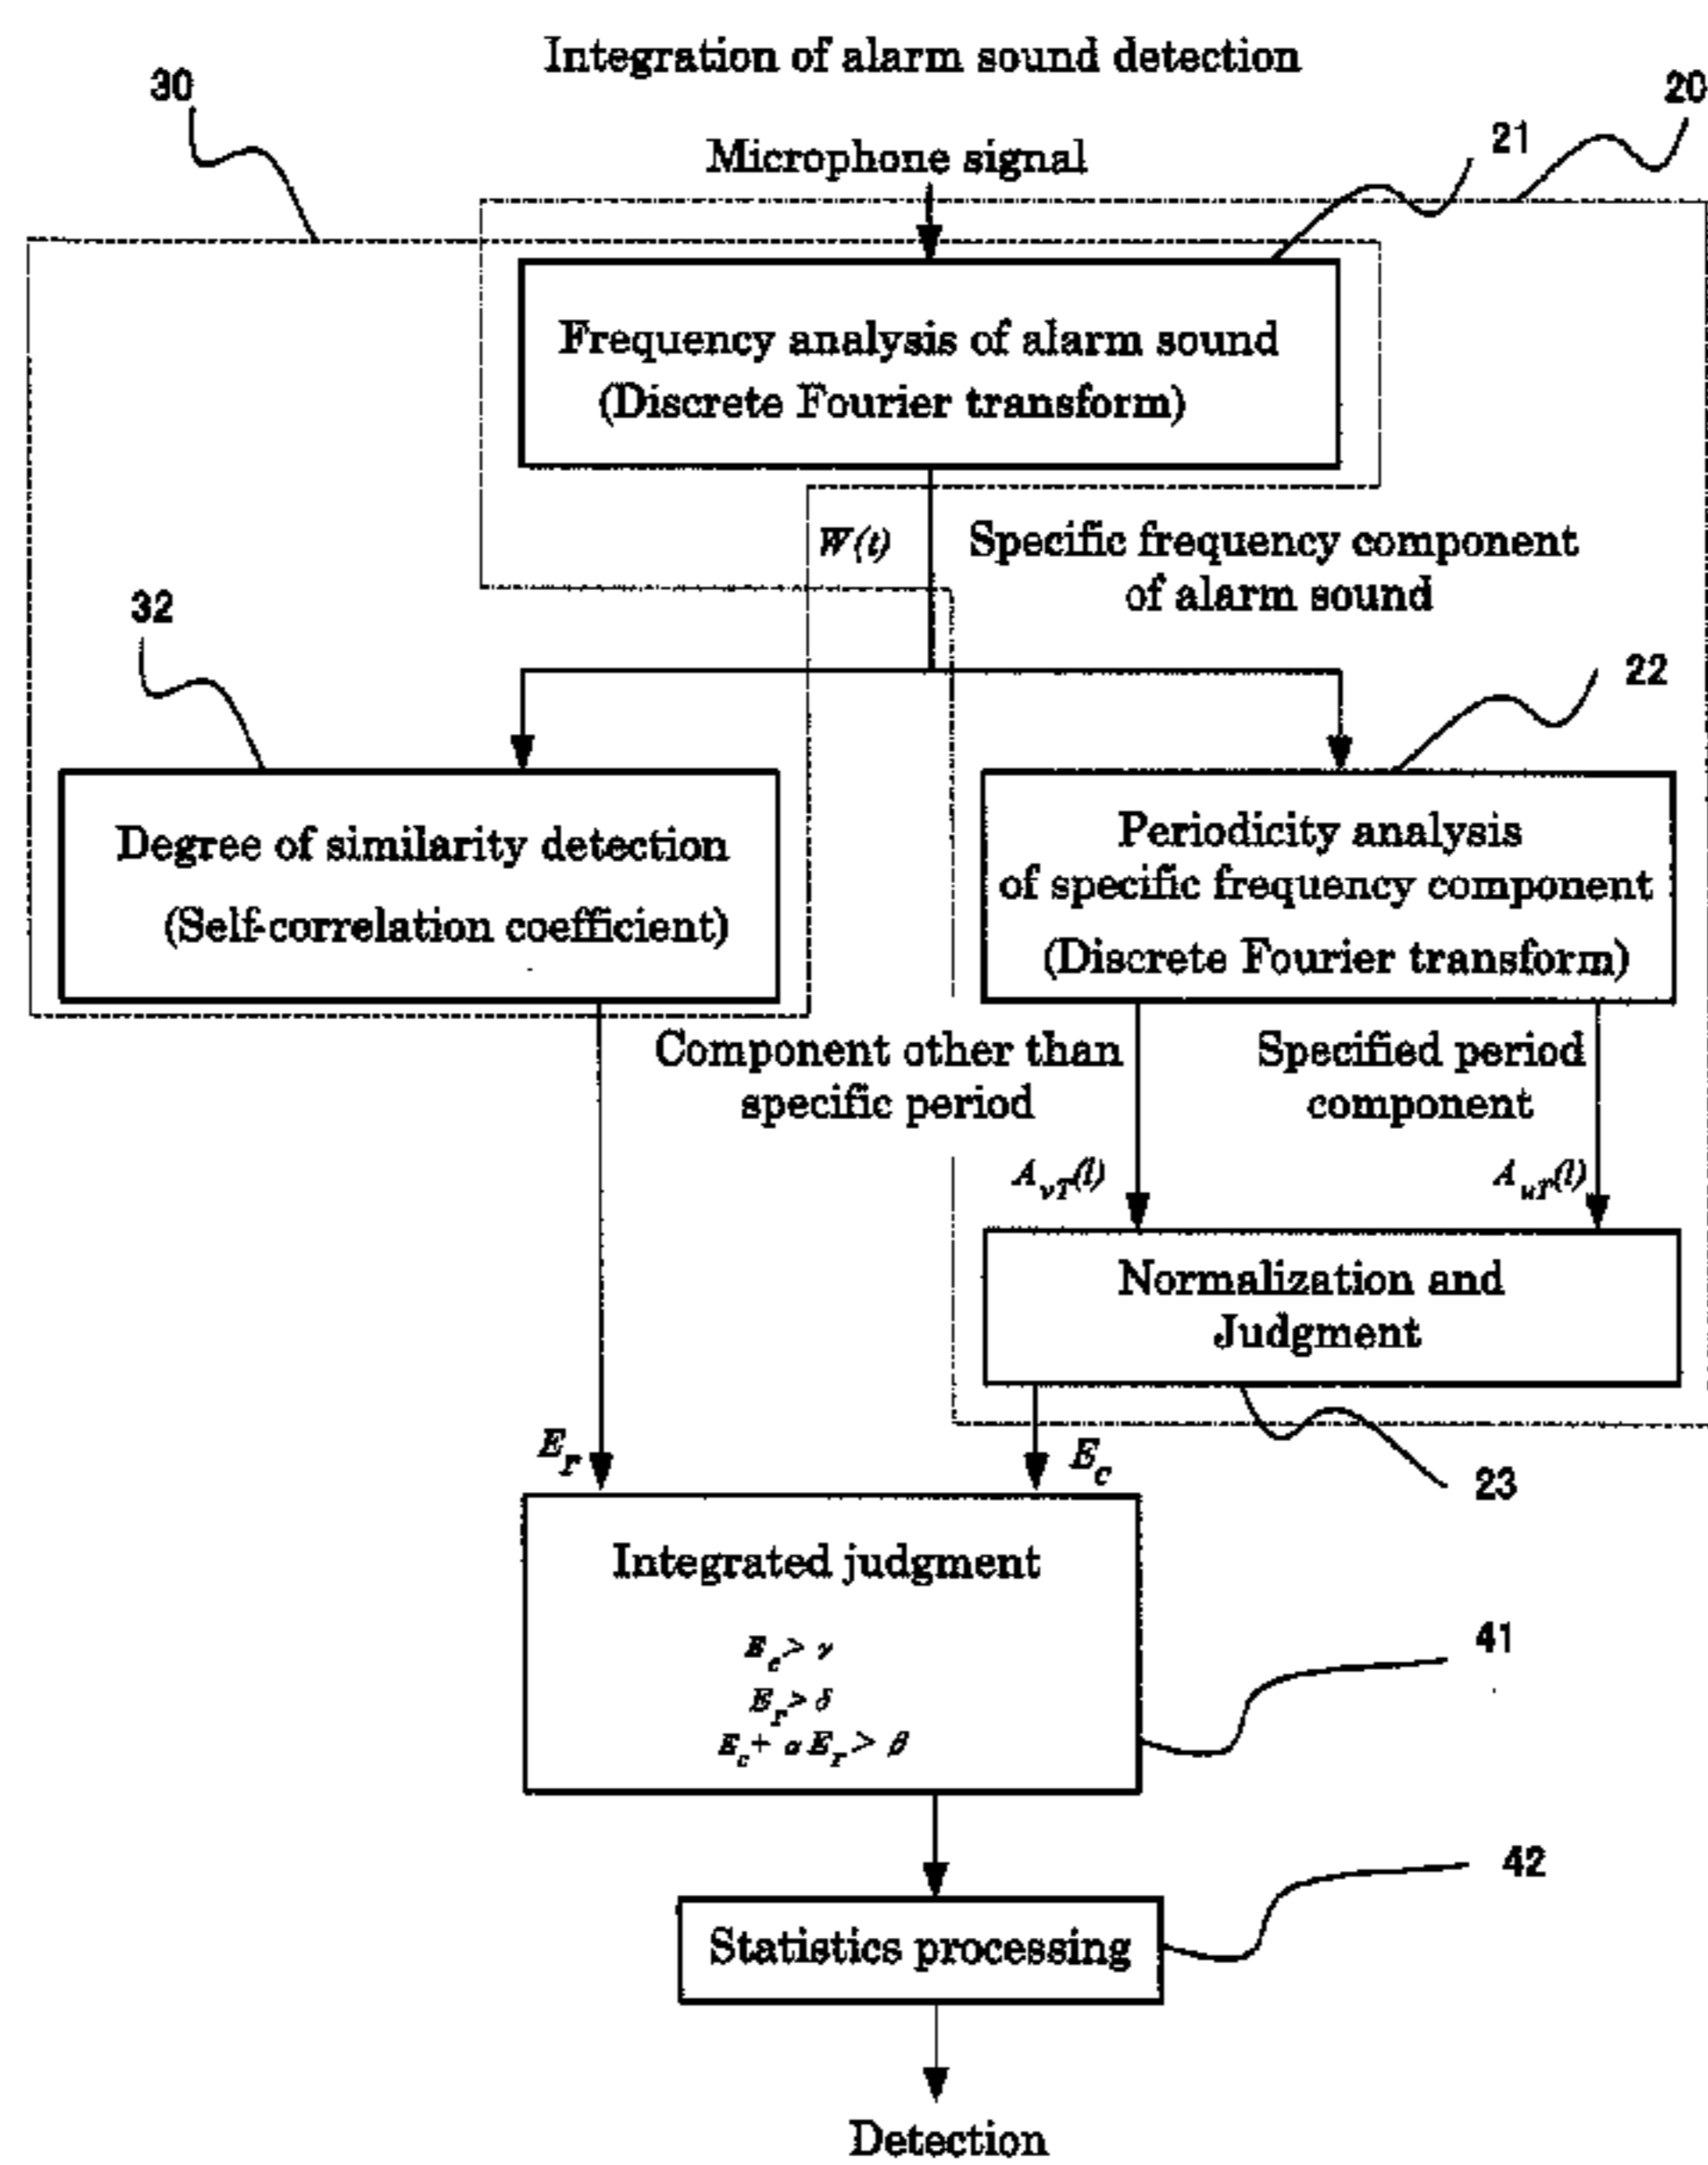 Integration of alarm sound detection
30
20
Microphone signal
21
Frequency analysis of alarm sound
(Discrete Fourier transform)
W(t)
Specific frequency component
of alarm sound
32
22
Degree of similarity detection
(Self-correlation coefficient)
Periodicity analysis
of specific frequency component
(Discrete Fourier transform)
Component other than
specific period
Specified period
component
A_vT(l)
A_uT(l)
Normalization and
Judgment
E_r
E_c
23
Integrated judgment
E_c > γ
E_r > δ
E_c + α E_r > β
41
42
Statistics processing
Detection